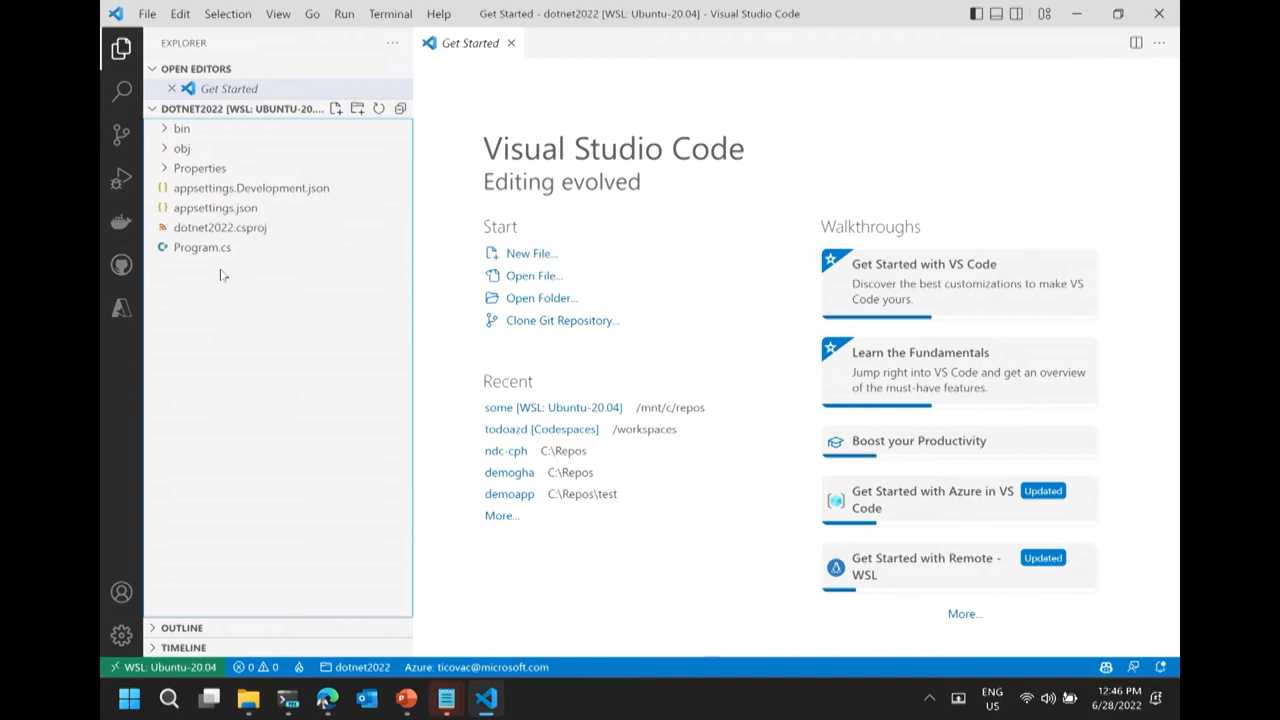 File Edit Selection View Go Run Terminal Help Get Started - dotnet2022 [WSL: Ubuntu-20.04] - Visual Studio Code
EXPLORER
Get Started
OPEN EDITORS
Get Started
DOTNET2022 [WSL: UBUNTU-20....
bin
obj
Properties
appsettings.Development.json
appsettings.json
dotnet2022.csproj
Program.cs
OUTLINE
TIMELINE
Visual Studio Code
Editing evolved
Start
New File...
Open File...
Open Folder...
Clone Git Repository...
Recent
some [WSL: Ubuntu-20.04] /mnt/c/repos
todoazd [Codespaces] /workspaces
ndc-cph C:\Repos
demogha C:\Repos
demoapp C:\Repos\test
More...
Walkthroughs
Get Started with VS Code
Discover the best customizations to make VS
Code yours.
Learn the Fundamentals
Jump right into VS Code and get an overview
of the must-have features.
Boost your Productivity
Get Started with Azure in VS
Code
Updated
Get Started with Remote -
WSL
Updated
More...
WSL: Ubuntu-20.04 0 0 dotnet2022 Azure: ticovac@microsoft.com
ENG
US
12:46 PM
6/28/2022